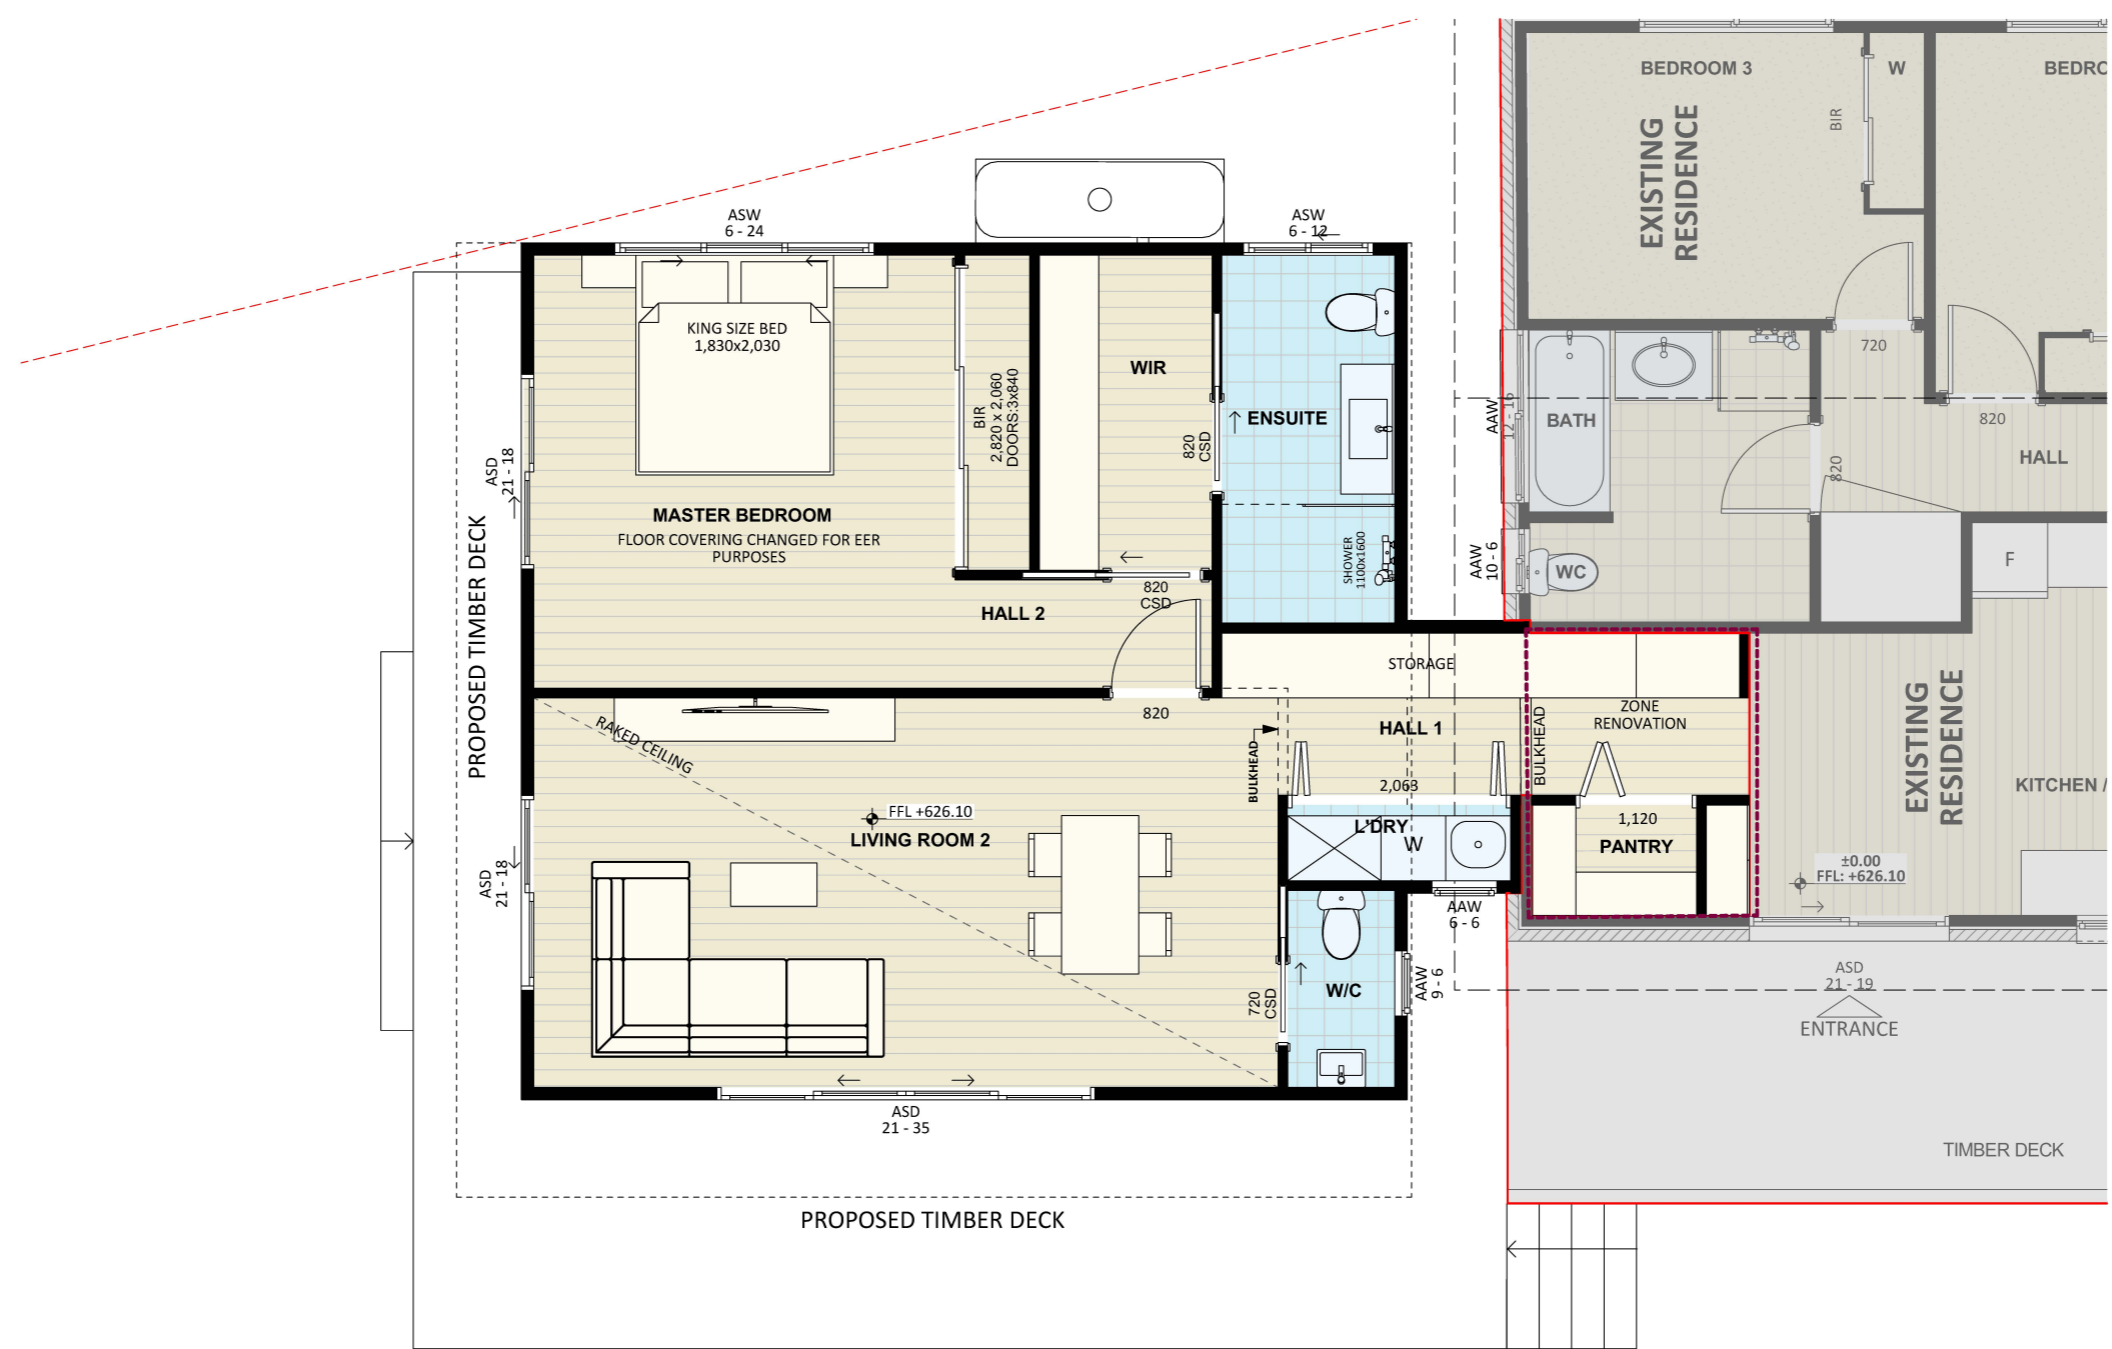 BEDROOM 3
W
BEDRO
BIR
EXISTING
RESIDENCE
ASW
6 - 24
ASW
6 - 12
KING SIZE BED
1,830x2,030
WIR
720
BIR
2,820 x 2,060
DOORS:3x840
ENSUITE
820
CSD
AAW
12 - 16
BATH
820
820
HALL
ASD
21 - 18
MASTER BEDROOM
FLOOR COVERING CHANGED FOR EER
PURPOSES
SHOWER
1100x1600
AAW
10 - 6
WC
F
820
CSD
HALL 2
PROPOSED TIMBER DECK
STORAGE
820
RAKED CEILING
HALL 1
BULKHEAD
BULKHEAD
ZONE
RENOVATION
EXISTING
RESIDENCE
KITCHEN /
2,063
FFL +626.10
LIVING ROOM 2
L'DRY
W
1,120
PANTRY
±0.00
FFL: +626.10
ASD
21 - 18
AAW
6 - 6
W/C
AAW
9 - 6
720
CSD
ASD
21 - 19
ENTRANCE
ASD
21 - 35
TIMBER DECK
PROPOSED TIMBER DECK